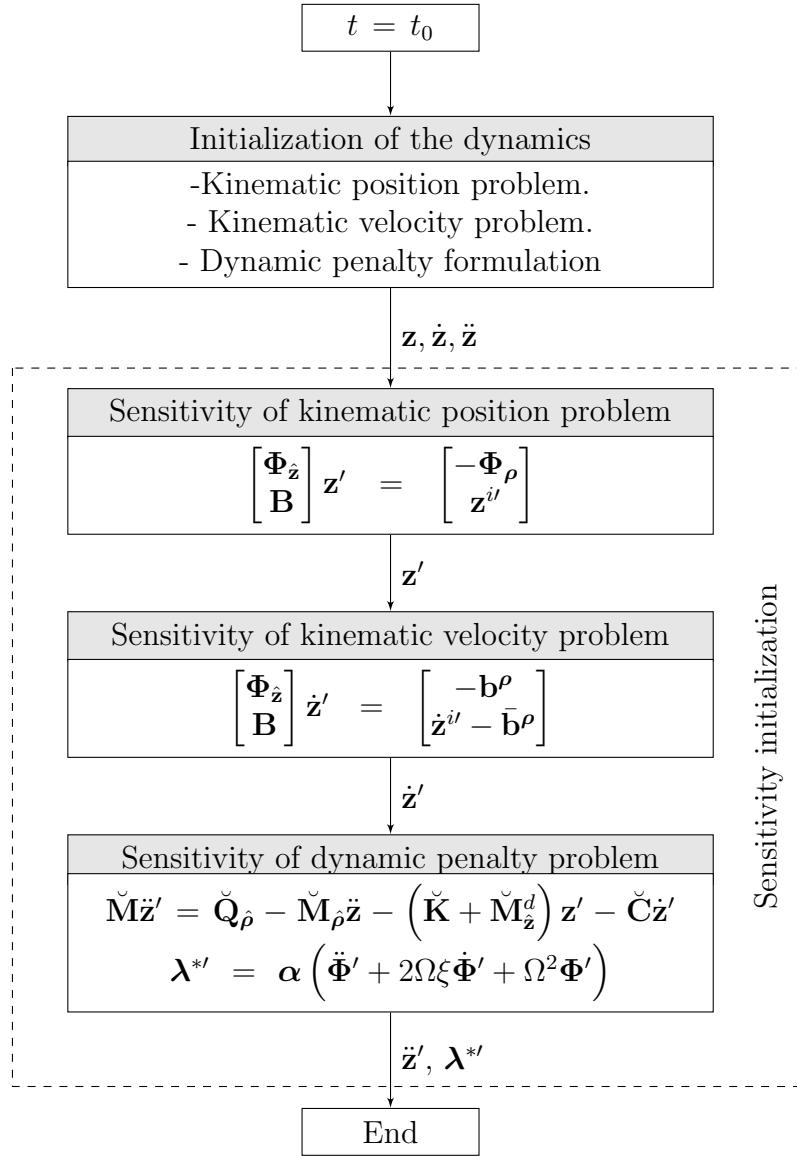 t = t₀
Initialization of the dynamics
-Kinematic position problem.
- Kinematic velocity problem.
- Dynamic penalty formulation
z, ż, z̈
Sensitivity of kinematic position problem
[Φ_ẑ; B] z′ = [−Φ_ρ; z^{i′}]
z′
Sensitivity of kinematic velocity problem
[Φ_ẑ; B] ż′ = [−b^ρ; ż^{i′} − b̄^ρ]
ż′
Sensitivity of dynamic penalty problem
M̆z̈′ = Q̆_ρ̂ − M̆_ρ̂ z̈ − (K̆ + M̆^d_ẑ) z′ − C̆ż′
λ*′ = α (Φ̈′ + 2ΩξΦ̇′ + Ω²Φ′)
z̈′, λ*′
End
Sensitivity initialization